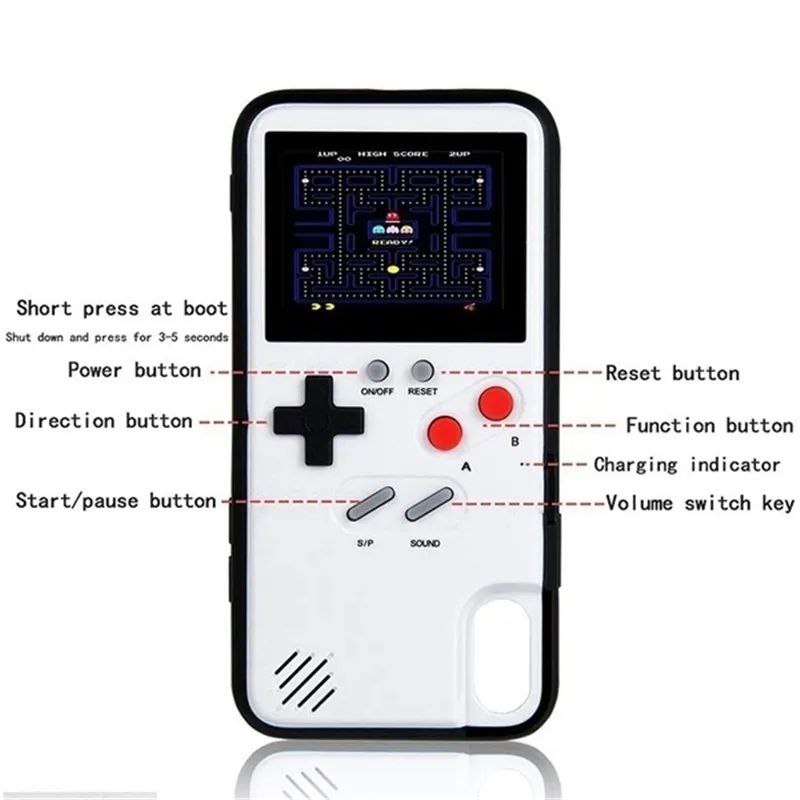 1UP HIGH SCORE 2UP
00
READY!
Short press at boot
Shut down and press for 3-5 seconds
Power button
Reset button
ON/OFF RESET
Direction button
Function button
B
A
Charging indicator
Start/pause button
Volume switch key
S/P SOUND